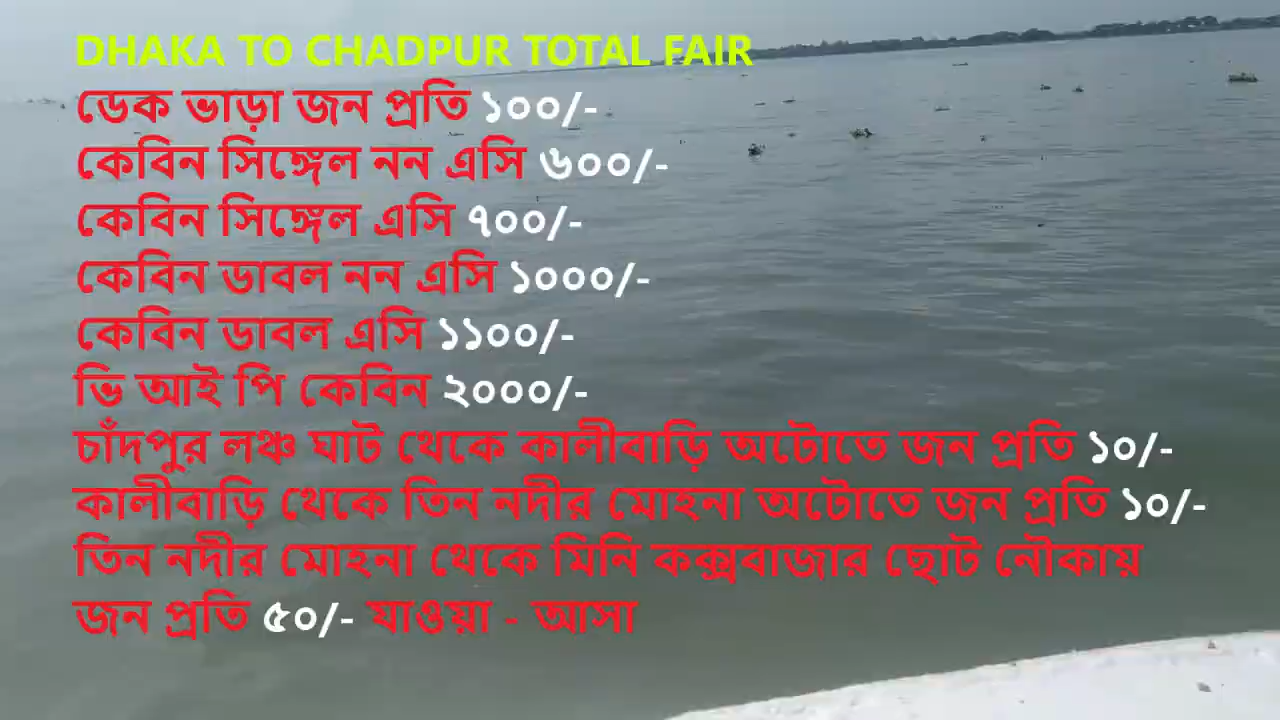 DHAKA TO CHADPUR TOTAL FAIR
ডেক ভাড়া জন প্রতি ১০০/-
কেবিন সিঙ্গেল নন এসি ৬০০/-
কেবিন সিঙ্গেল এসি ৭০০/-
কেবিন ডাবল নন এসি ১০০০/-
কেবিন ডাবল এসি ১১০০/-
ভি আই পি কেবিন ২০০০/-
চাঁদপুর লঞ্চ ঘাট থেকে কালীবাড়ি অটোতে জন প্রতি ১০/-
কালীবাড়ি থেকে তিন নদীর মোহনা অটোতে জন প্রতি ১০/-
তিন নদীর মোহনা থেকে মিনি কক্সবাজার ছোট নৌকায়
জন প্রতি ৫০/- যাওয়া - আসা